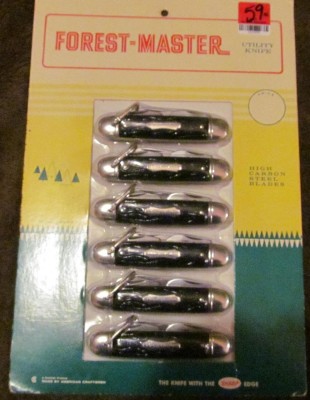 59-
FOREST-MASTER
UTILITY
KNIFE
HIGH
CARBON
STEEL
BLADES
MADE BY AMERICAN CRAFTSMEN
THE KNIFE WITH THE EDGE